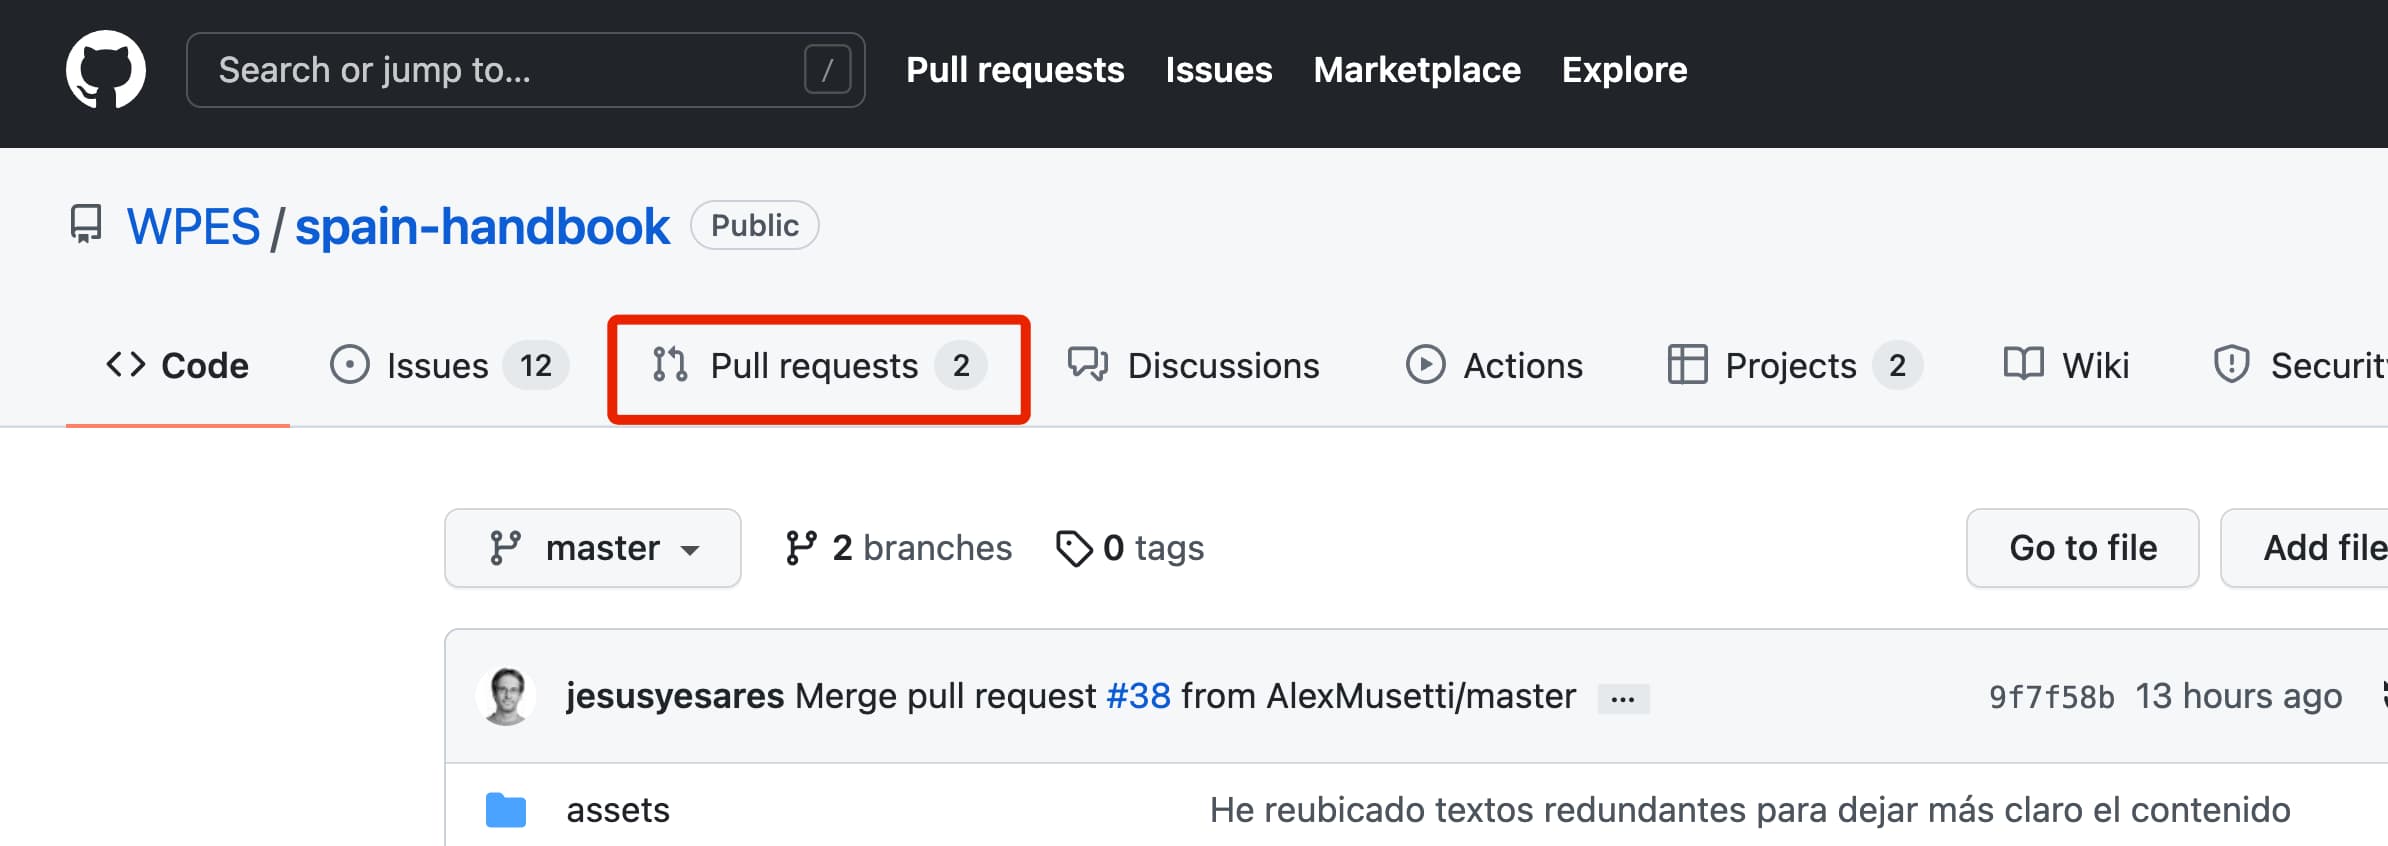 Search or jump to... / Pull requests Issues Marketplace Explore
WPES / spain-handbook Public
Code Issues 12 Pull requests 2 Discussions Actions Projects 2 Wiki Securit
master 2 branches 0 tags Go to file Add file
jesusyesares Merge pull request #38 from AlexMusetti/master ... 9f7f58b 13 hours ago
assets He reubicado textos redundantes para dejar más claro el contenido